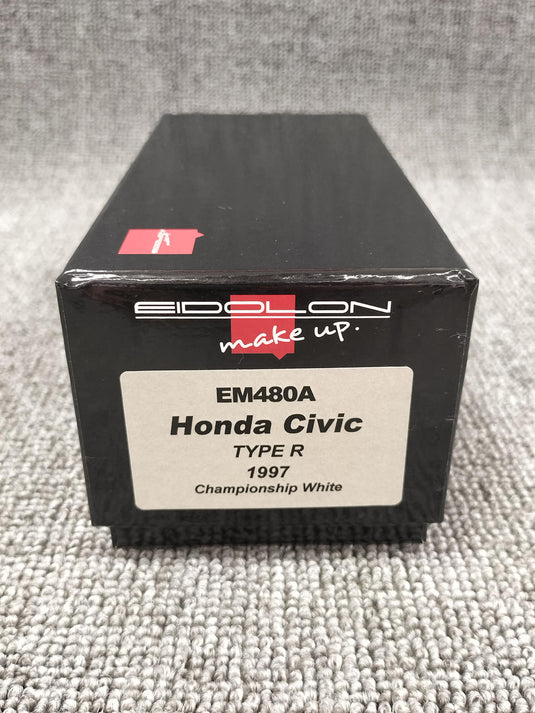 EIDOLON
make up.
EM480A
Honda Civic
TYPE R
1997
Championship White